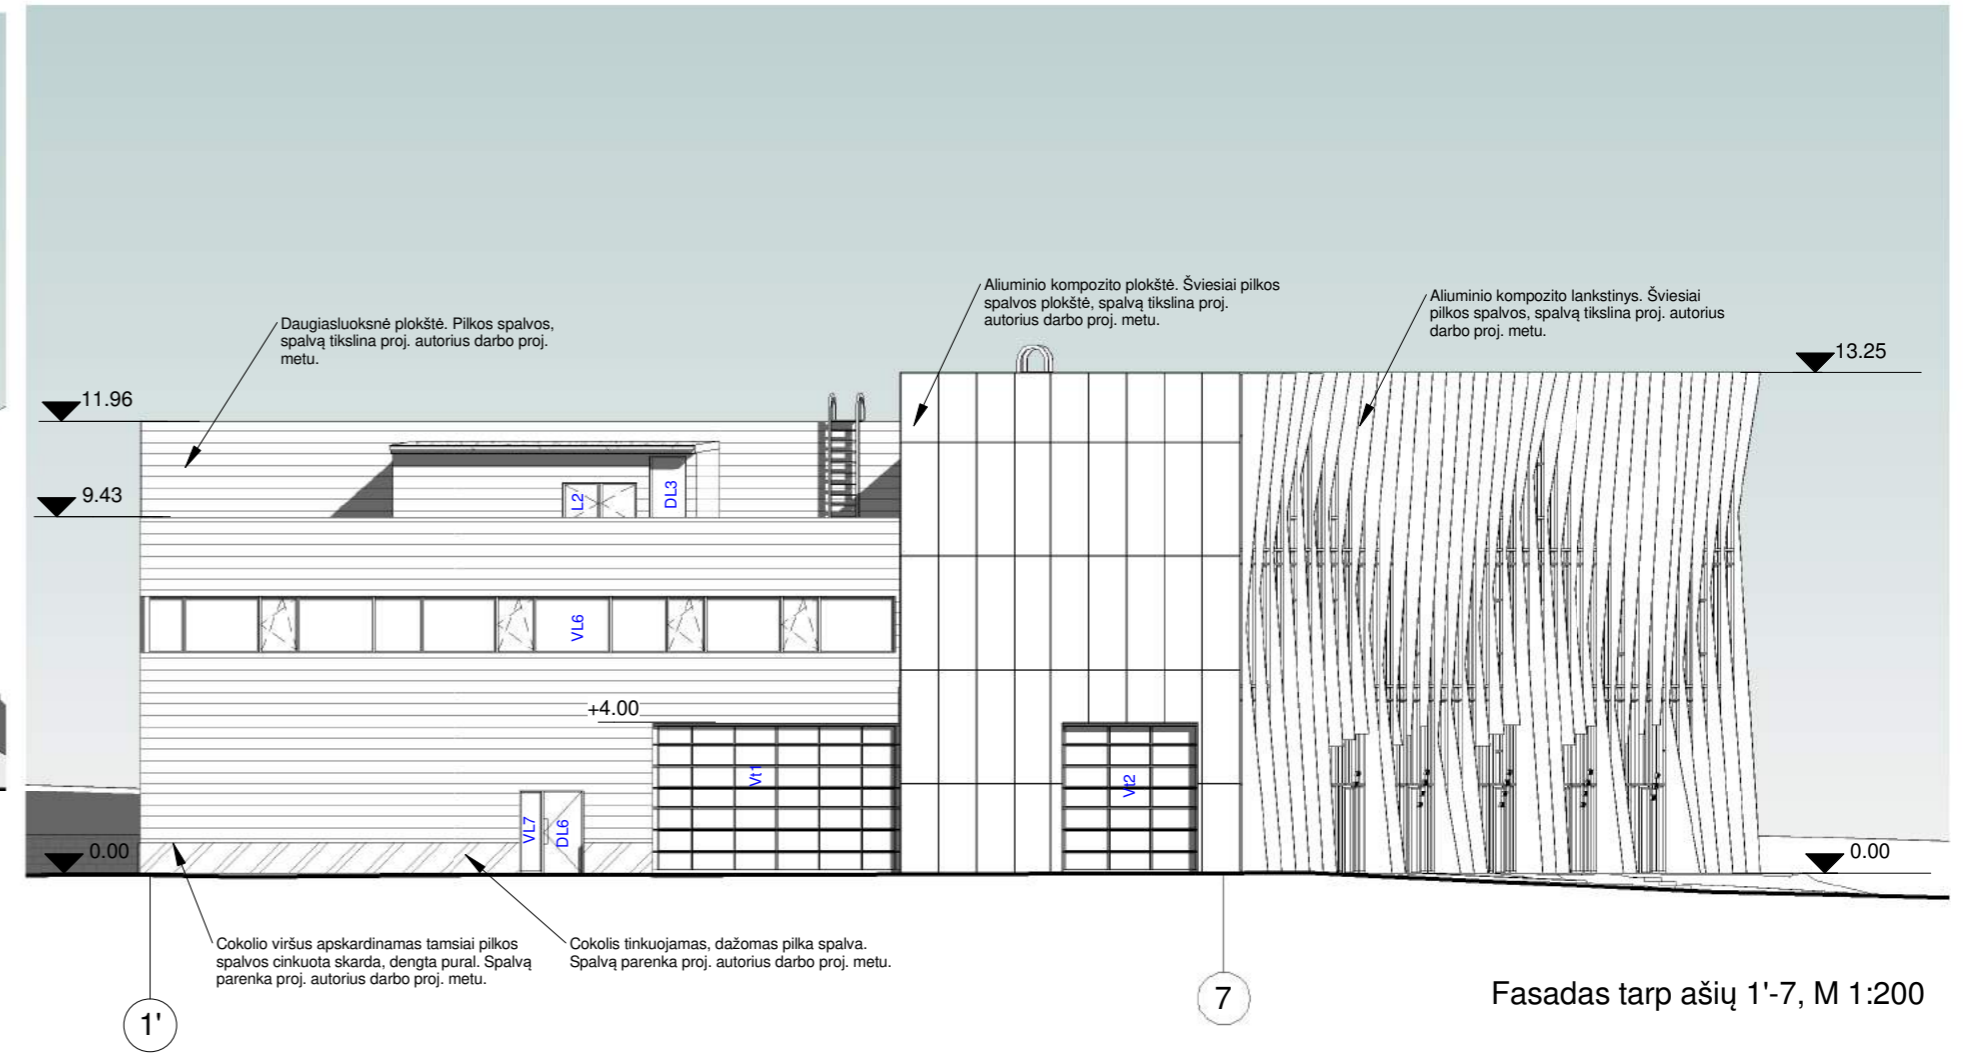 Aliuminio kompozito plokštė. Šviesiai pilkos
spalvos plokštė, spalvą tikslina proj.
autorius darbo proj. metu.
Aliuminio kompozito lankstinys. Šviesiai
pilkos spalvos, spalvą tikslina proj. autorius
darbo proj. metu.
Daugiasluoksnė plokštė. Pilkos spalvos,
spalvą tikslina proj. autorius darbo proj.
metu.
13.25
11.96
9.43
L2
DL3
VL6
+4.00
Vt1
Vt2
VL7
DL6
0.00
0.00
Cokolio viršus apskardinamas tamsiai pilkos
spalvos cinkuota skarda, dengta pural. Spalvą
parenka proj. autorius darbo proj. metu.
Cokolis tinkuojamas, dažomas pilka spalva.
Spalvą parenka proj. autorius darbo proj. metu.
1'
7
Fasadas tarp ašių 1'-7, M 1:200